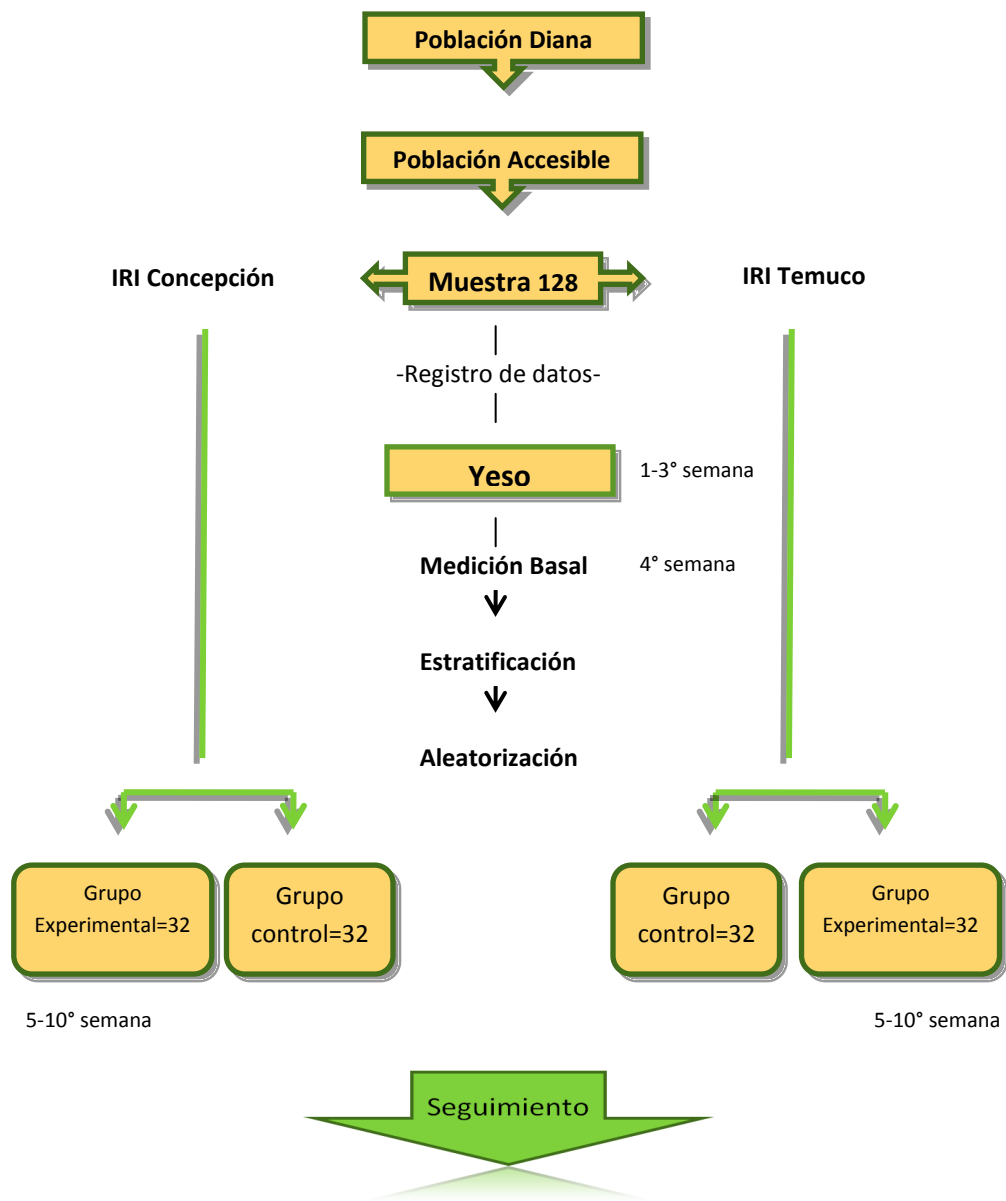 Población Diana
Población Accesible
IRI Concepción
Muestra 128
IRI Temuco
-Registro de datos-
Yeso
1-3° semana
Medición Basal
4° semana
Estratificación
Aleatorización
Grupo
Experimental=32
Grupo
control=32
Grupo
control=32
Grupo
Experimental=32
5-10° semana
5-10° semana
Seguimiento